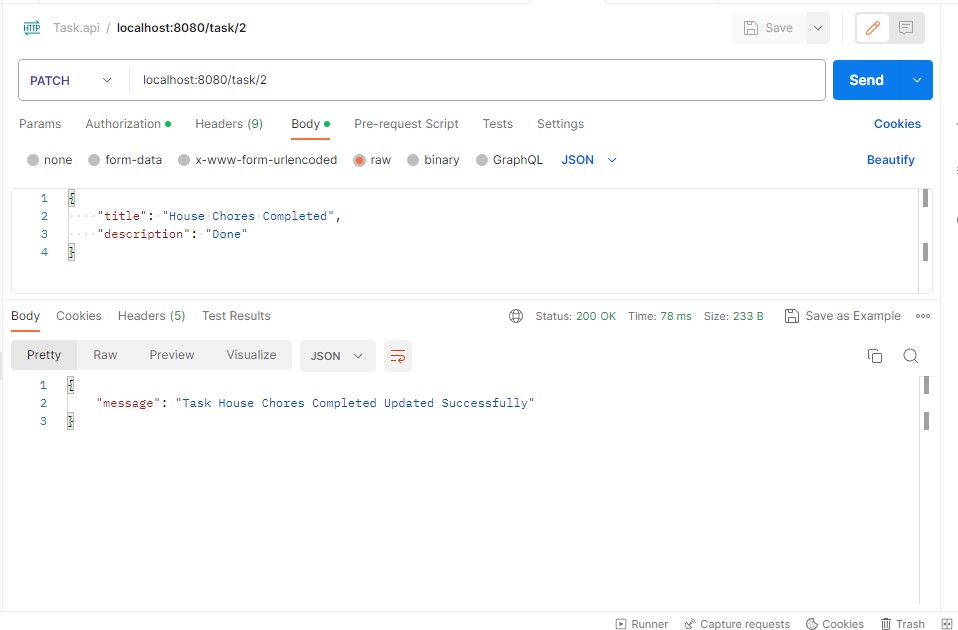 HTTP Task.api / localhost:8080/task/2 Save
PATCH localhost:8080/task/2 Send
Params Authorization Headers (9) Body Pre-request Script Tests Settings Cookies
none form-data x-www-form-urlencoded raw binary GraphQL JSON Beautify
1 {
2 ····"title":·"House·Chores·Completed",
3 ····"description":·"Done"
4 }
Body Cookies Headers (5) Test Results Status: 200 OK Time: 78 ms Size: 233 B Save as Example
Pretty Raw Preview Visualize JSON
1 {
2 "message": "Task House Chores Completed Updated Successfully"
3 }
Runner Capture requests Cookies Trash